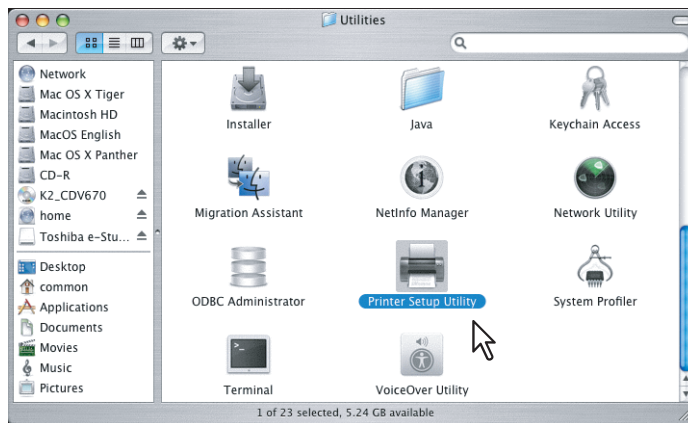 Utilities
Network
Mac OS X Tiger
Macintosh HD
MacOS English
Mac OS X Panther
CD-R
K2_CDV670
home
Toshiba e-Stu...
Desktop
common
Applications
Documents
Movies
Music
Pictures
Installer
Java
Keychain Access
Migration Assistant
NetInfo Manager
Network Utility
ODBC Administrator
Printer Setup Utility
System Profiler
Terminal
VoiceOver Utility
1 of 23 selected, 5.24 GB available